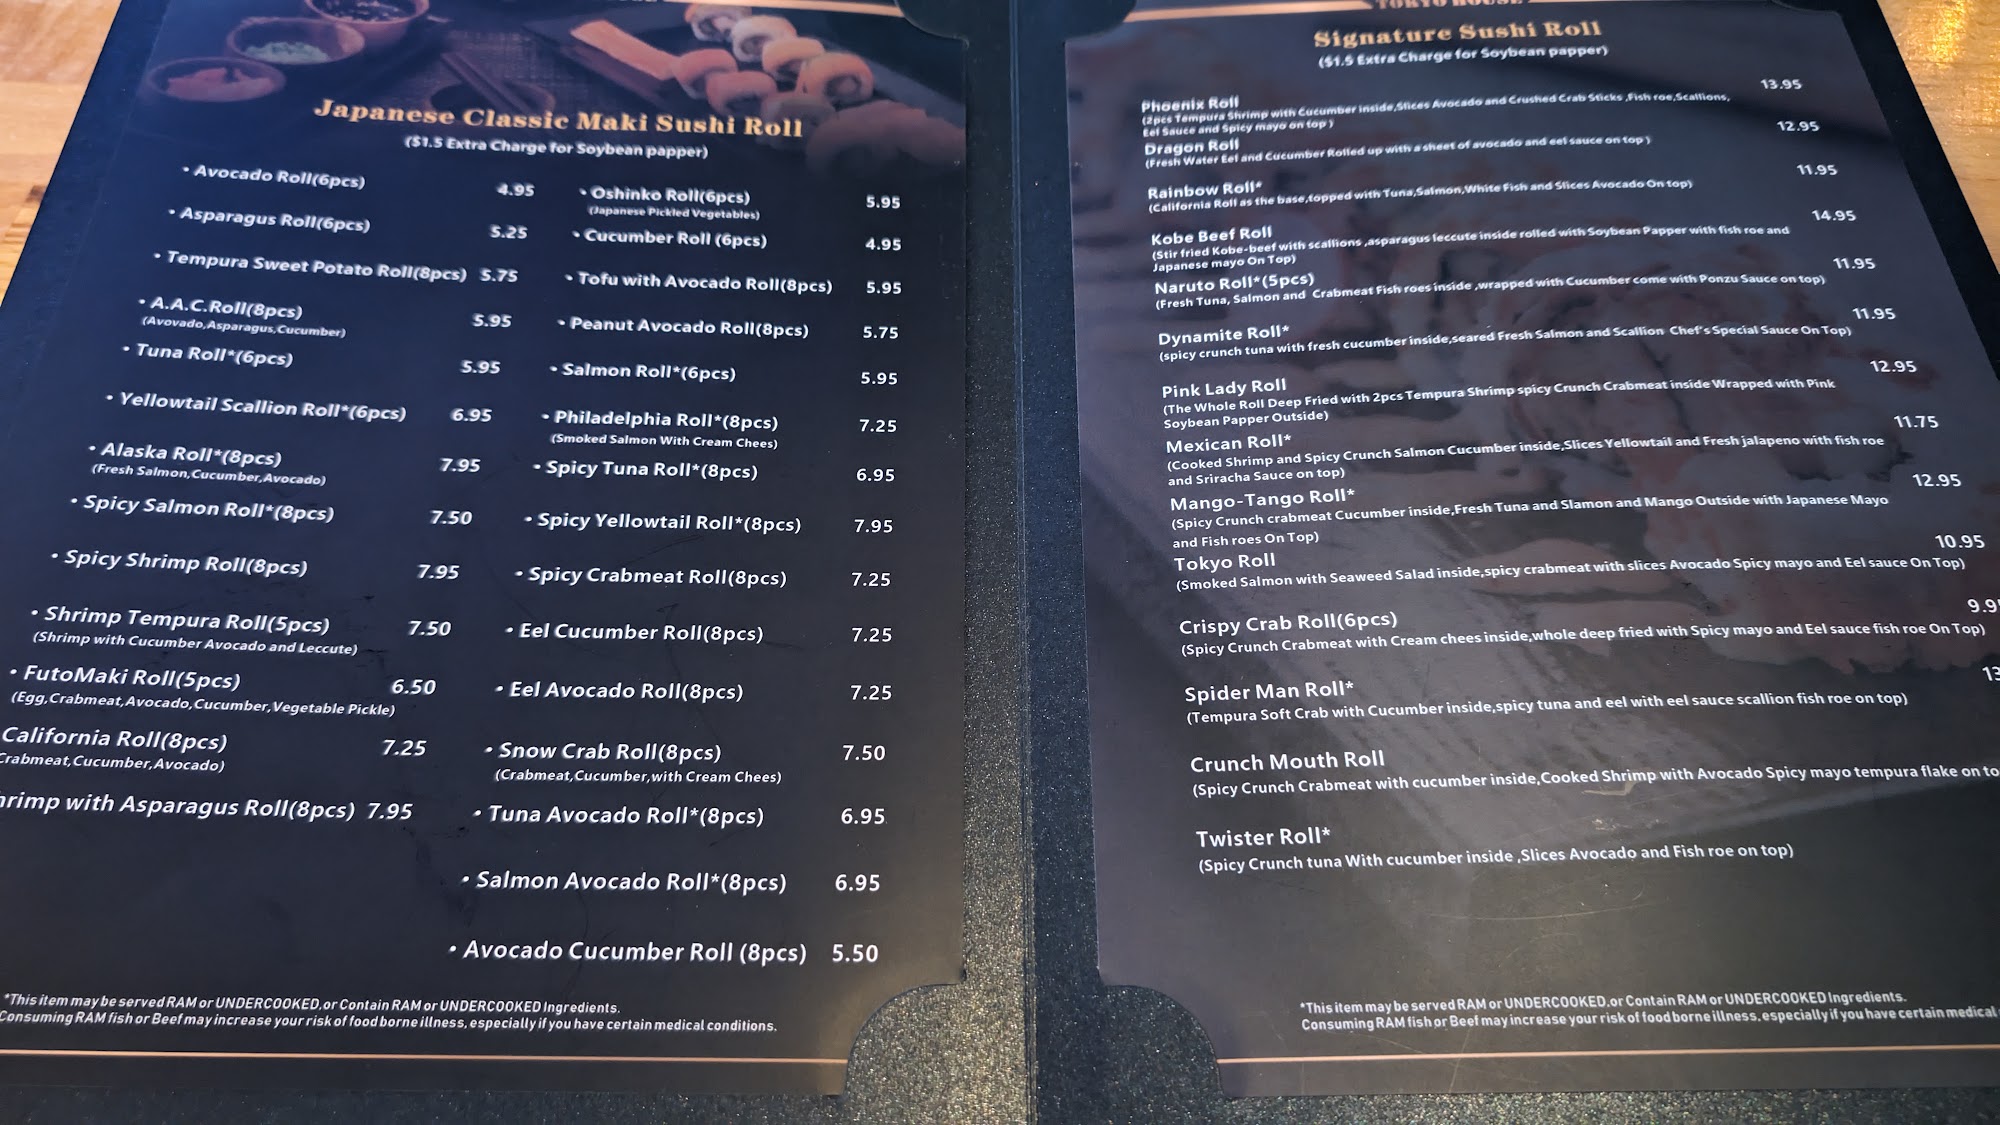 Japanese Classic Maki Sushi Roll
($1.5 Extra Charge for Soybean papper)
• Avocado Roll(6pcs) 4.95
• Asparagus Roll(6pcs) 5.25
• Tempura Sweet Potato Roll(8pcs) 5.75
• A.A.C.Roll(8pcs) 5.95
(Avovado,Asparagus,Cucumber)
• Tuna Roll*(6pcs) 5.95
• Yellowtail Scallion Roll*(6pcs) 6.95
• Alaska Roll*(8pcs) 7.95
(Fresh Salmon,Cucumber,Avocado)
• Spicy Salmon Roll*(8pcs) 7.50
• Spicy Shrimp Roll(8pcs) 7.95
• Shrimp Tempura Roll(5pcs) 7.50
(Shrimp with Cucumber Avocado and Leccute)
• FutoMaki Roll(5pcs) 6.50
(Egg,Crabmeat,Avocado,Cucumber,Vegetable Pickle)
California Roll(8pcs) 7.25
Crabmeat,Cucumber,Avocado)
hrimp with Asparagus Roll(8pcs) 7.95
• Oshinko Roll(6pcs) 5.95
(Japanese Pickled Vegetables)
• Cucumber Roll (6pcs) 4.95
• Tofu with Avocado Roll(8pcs) 5.95
• Peanut Avocado Roll(8pcs) 5.75
• Salmon Roll*(6pcs) 5.95
• Philadelphia Roll*(8pcs) 7.25
(Smoked Salmon With Cream Chees)
• Spicy Tuna Roll*(8pcs) 6.95
• Spicy Yellowtail Roll*(8pcs) 7.95
• Spicy Crabmeat Roll(8pcs) 7.25
• Eel Cucumber Roll(8pcs) 7.25
• Eel Avocado Roll(8pcs) 7.25
• Snow Crab Roll(8pcs) 7.50
(Crabmeat,Cucumber,with Cream Chees)
• Tuna Avocado Roll*(8pcs) 6.95
• Salmon Avocado Roll*(8pcs) 6.95
• Avocado Cucumber Roll (8pcs) 5.50
*This item may be served RAM or UNDERCOOKED,or Contain RAM or UNDERCOOKED Ingredients.
Consuming RAM fish or Beef may increase your risk of food borne illness, especially if you have certain medical conditions.
TOKYO HOUSE
Signature Sushi Roll
($1.5 Extra Charge for Soybean papper)
Phoenix Roll 13.95
(2pcs Tempura Shrimp with Cucumber inside,Slices Avocado and Crushed Crab Sticks ,Fish roe,Scallions,
Eel Sauce and Spicy mayo on top )
Dragon Roll 12.95
(Fresh Water Eel and Cucumber Rolled up with a sheet of avocado and eel sauce on top )
Rainbow Roll* 11.95
(California Roll as the base,topped with Tuna,Salmon,White Fish and Slices Avocado On top)
Kobe Beef Roll 14.95
(Stir fried Kobe-beef with scallions ,asparagus leccute inside rolled with Soybean Papper with fish roe and
Japanese mayo On Top)
Naruto Roll*(5pcs) 11.95
(Fresh Tuna, Salmon and Crabmeat Fish roes inside ,wrapped with Cucumber come with Ponzu Sauce on top)
Dynamite Roll* 11.95
(spicy crunch tuna with fresh cucumber inside,seared Fresh Salmon and Scallion Chef's Special Sauce On Top)
Pink Lady Roll 12.95
(The Whole Roll Deep Fried with 2pcs Tempura Shrimp spicy Crunch Crabmeat inside Wrapped with Pink
Soybean Papper Outside)
Mexican Roll* 11.75
(Cooked Shrimp and Spicy Crunch Salmon Cucumber inside,Slices Yellowtail and Fresh jalapeno with fish roe
and Sriracha Sauce on top)
Mango-Tango Roll* 12.95
(Spicy Crunch crabmeat Cucumber inside,Fresh Tuna and Slamon and Mango Outside with Japanese Mayo
and Fish roes On Top)
Tokyo Roll 10.95
(Smoked Salmon with Seaweed Salad inside,spicy crabmeat with slices Avocado Spicy mayo and Eel sauce On Top)
Crispy Crab Roll(6pcs) 9.9
(Spicy Crunch Crabmeat with Cream chees inside,whole deep fried with Spicy mayo and Eel sauce fish roe On Top)
Spider Man Roll* 13
(Tempura Soft Crab with Cucumber inside,spicy tuna and eel with eel sauce scallion fish roe on top)
Crunch Mouth Roll
(Spicy Crunch Crabmeat with cucumber inside,Cooked Shrimp with Avocado Spicy mayo tempura flake on to
Twister Roll*
(Spicy Crunch tuna With cucumber inside ,Slices Avocado and Fish roe on top)
*This item may be served RAM or UNDERCOOKED,or Contain RAM or UNDERCOOKED Ingredients.
Consuming RAM fish or Beef may increase your risk of food borne illness, especially if you have certain medical